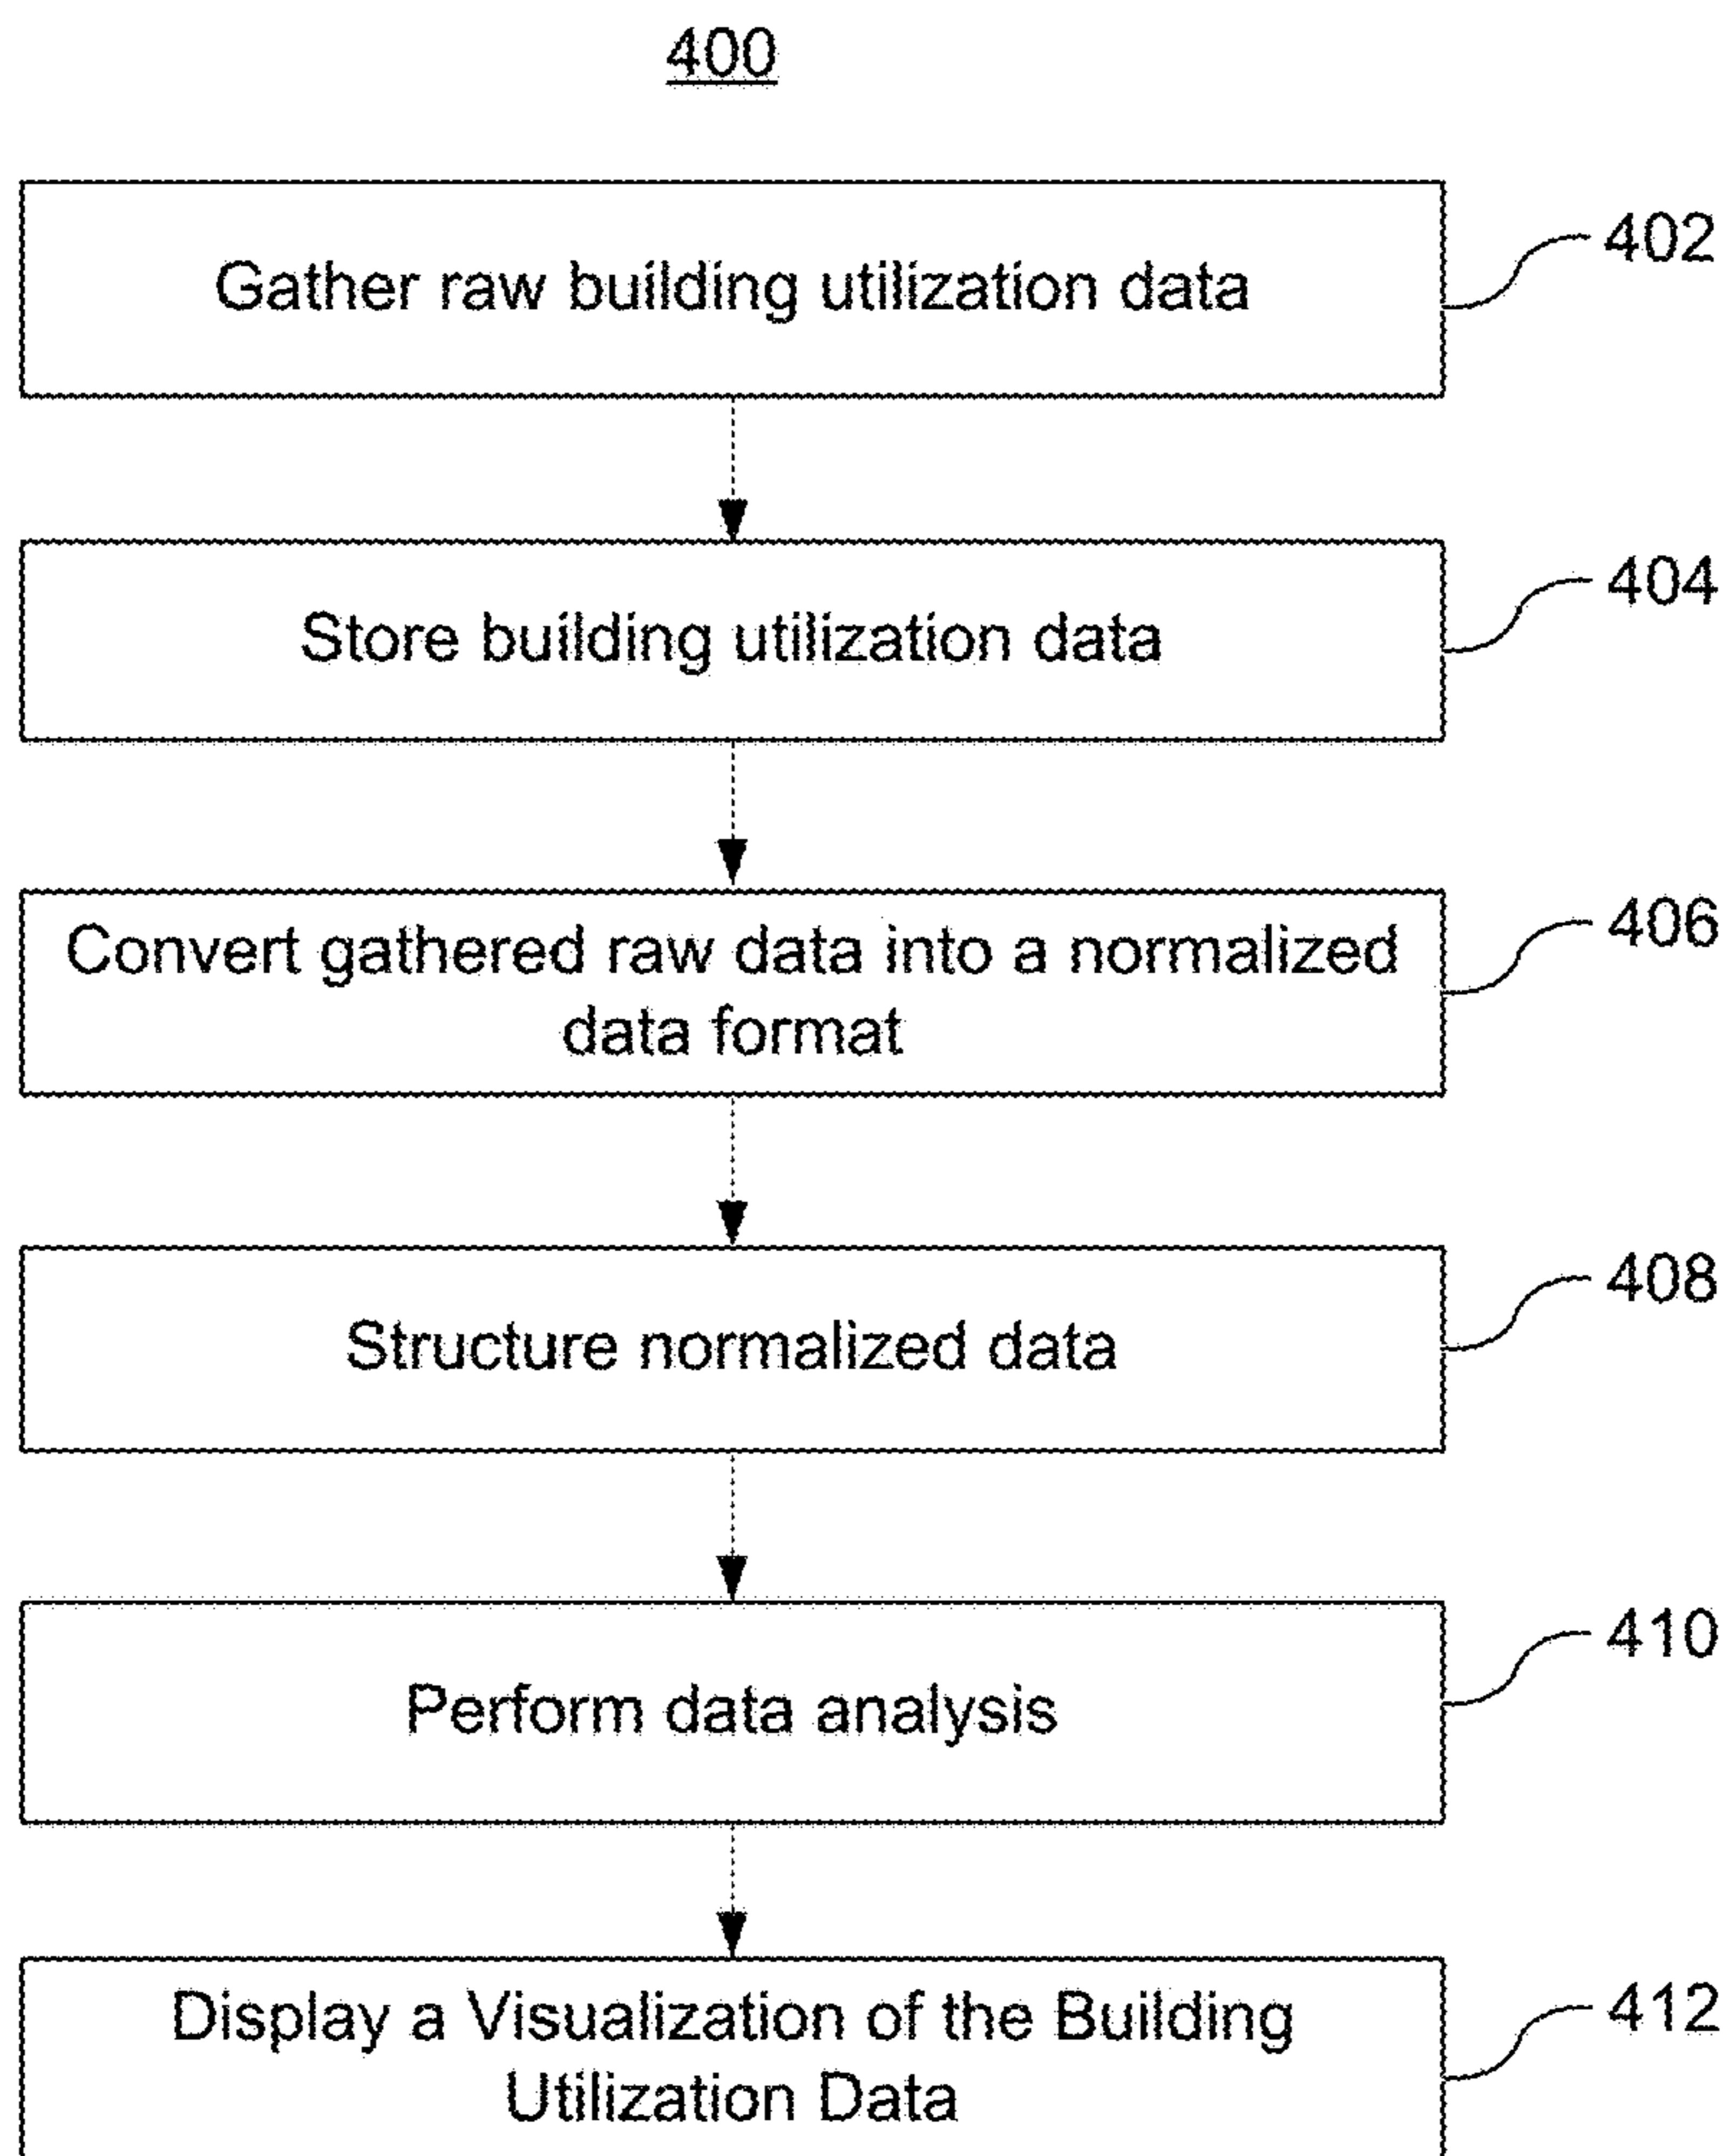 400
Gather raw building utilization data
402
Store building utilization data
404
Convert gathered raw data into a normalized
data format
406
Structure normalized data
408
Perform data analysis
410
Display a Visualization of the Building
Utilization Data
412